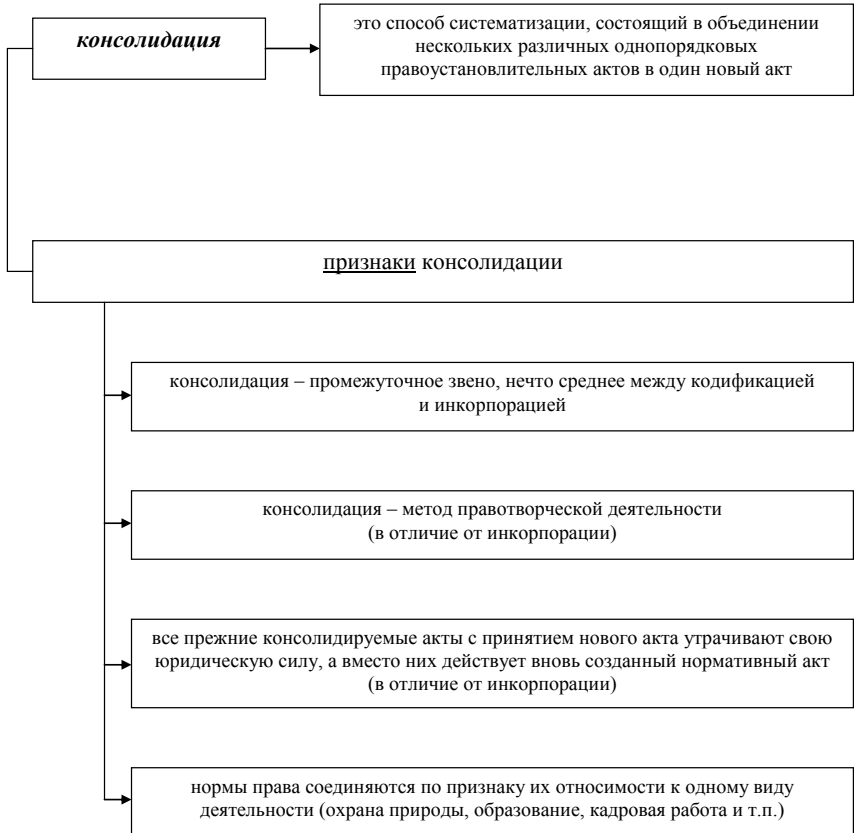 консолидация
это способ систематизации, состоящий в объединении
нескольких различных однопорядковых
правоустановлительных актов в один новый акт
признаки консолидации
консолидация – промежуточное звено, нечто среднее между кодификацией
и инкорпорацией
консолидация – метод правотворческой деятельности
(в отличие от инкорпорации)
все прежние консолидируемые акты с принятием нового акта утрачивают свою
юридическую силу, а вместо них действует вновь созданный нормативный акт
(в отличие от инкорпорации)
нормы права соединяются по признаку их относимости к одному виду
деятельности (охрана природы, образование, кадровая работа и т.п.)